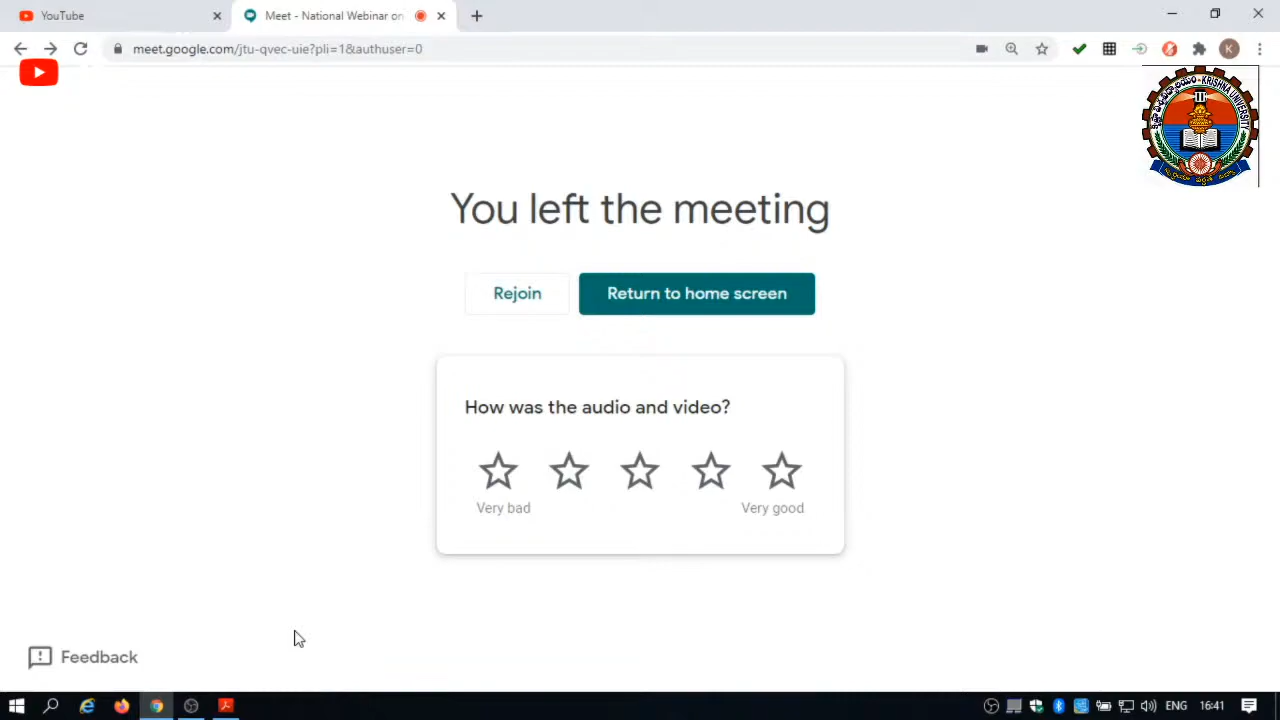 YouTube
Meet - National Webinar on
meet.google.com/jtu-qvec-uie?pli=1&authuser=0
K
KRISHNA UNIVERSITY
You left the meeting
Rejoin
Return to home screen
How was the audio and video?
Very bad
Very good
Feedback
ENG
16:41